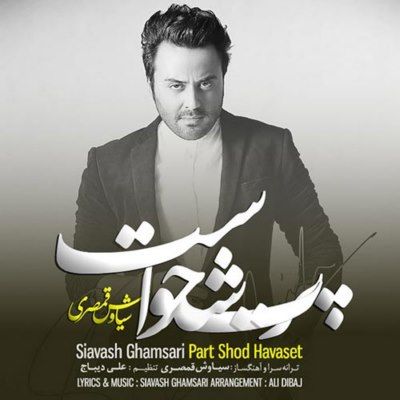 پرت شد حواست
سیاوش قمصری
Siavash Ghamsari Part Shod Havaset
ترانه سرا و آهنگساز: سیاوش قمصری تنظیم : علی دیباج
LYRICS & MUSIC : SIAVASH GHAMSARI ARRANGEMENT : ALI DIBAJ